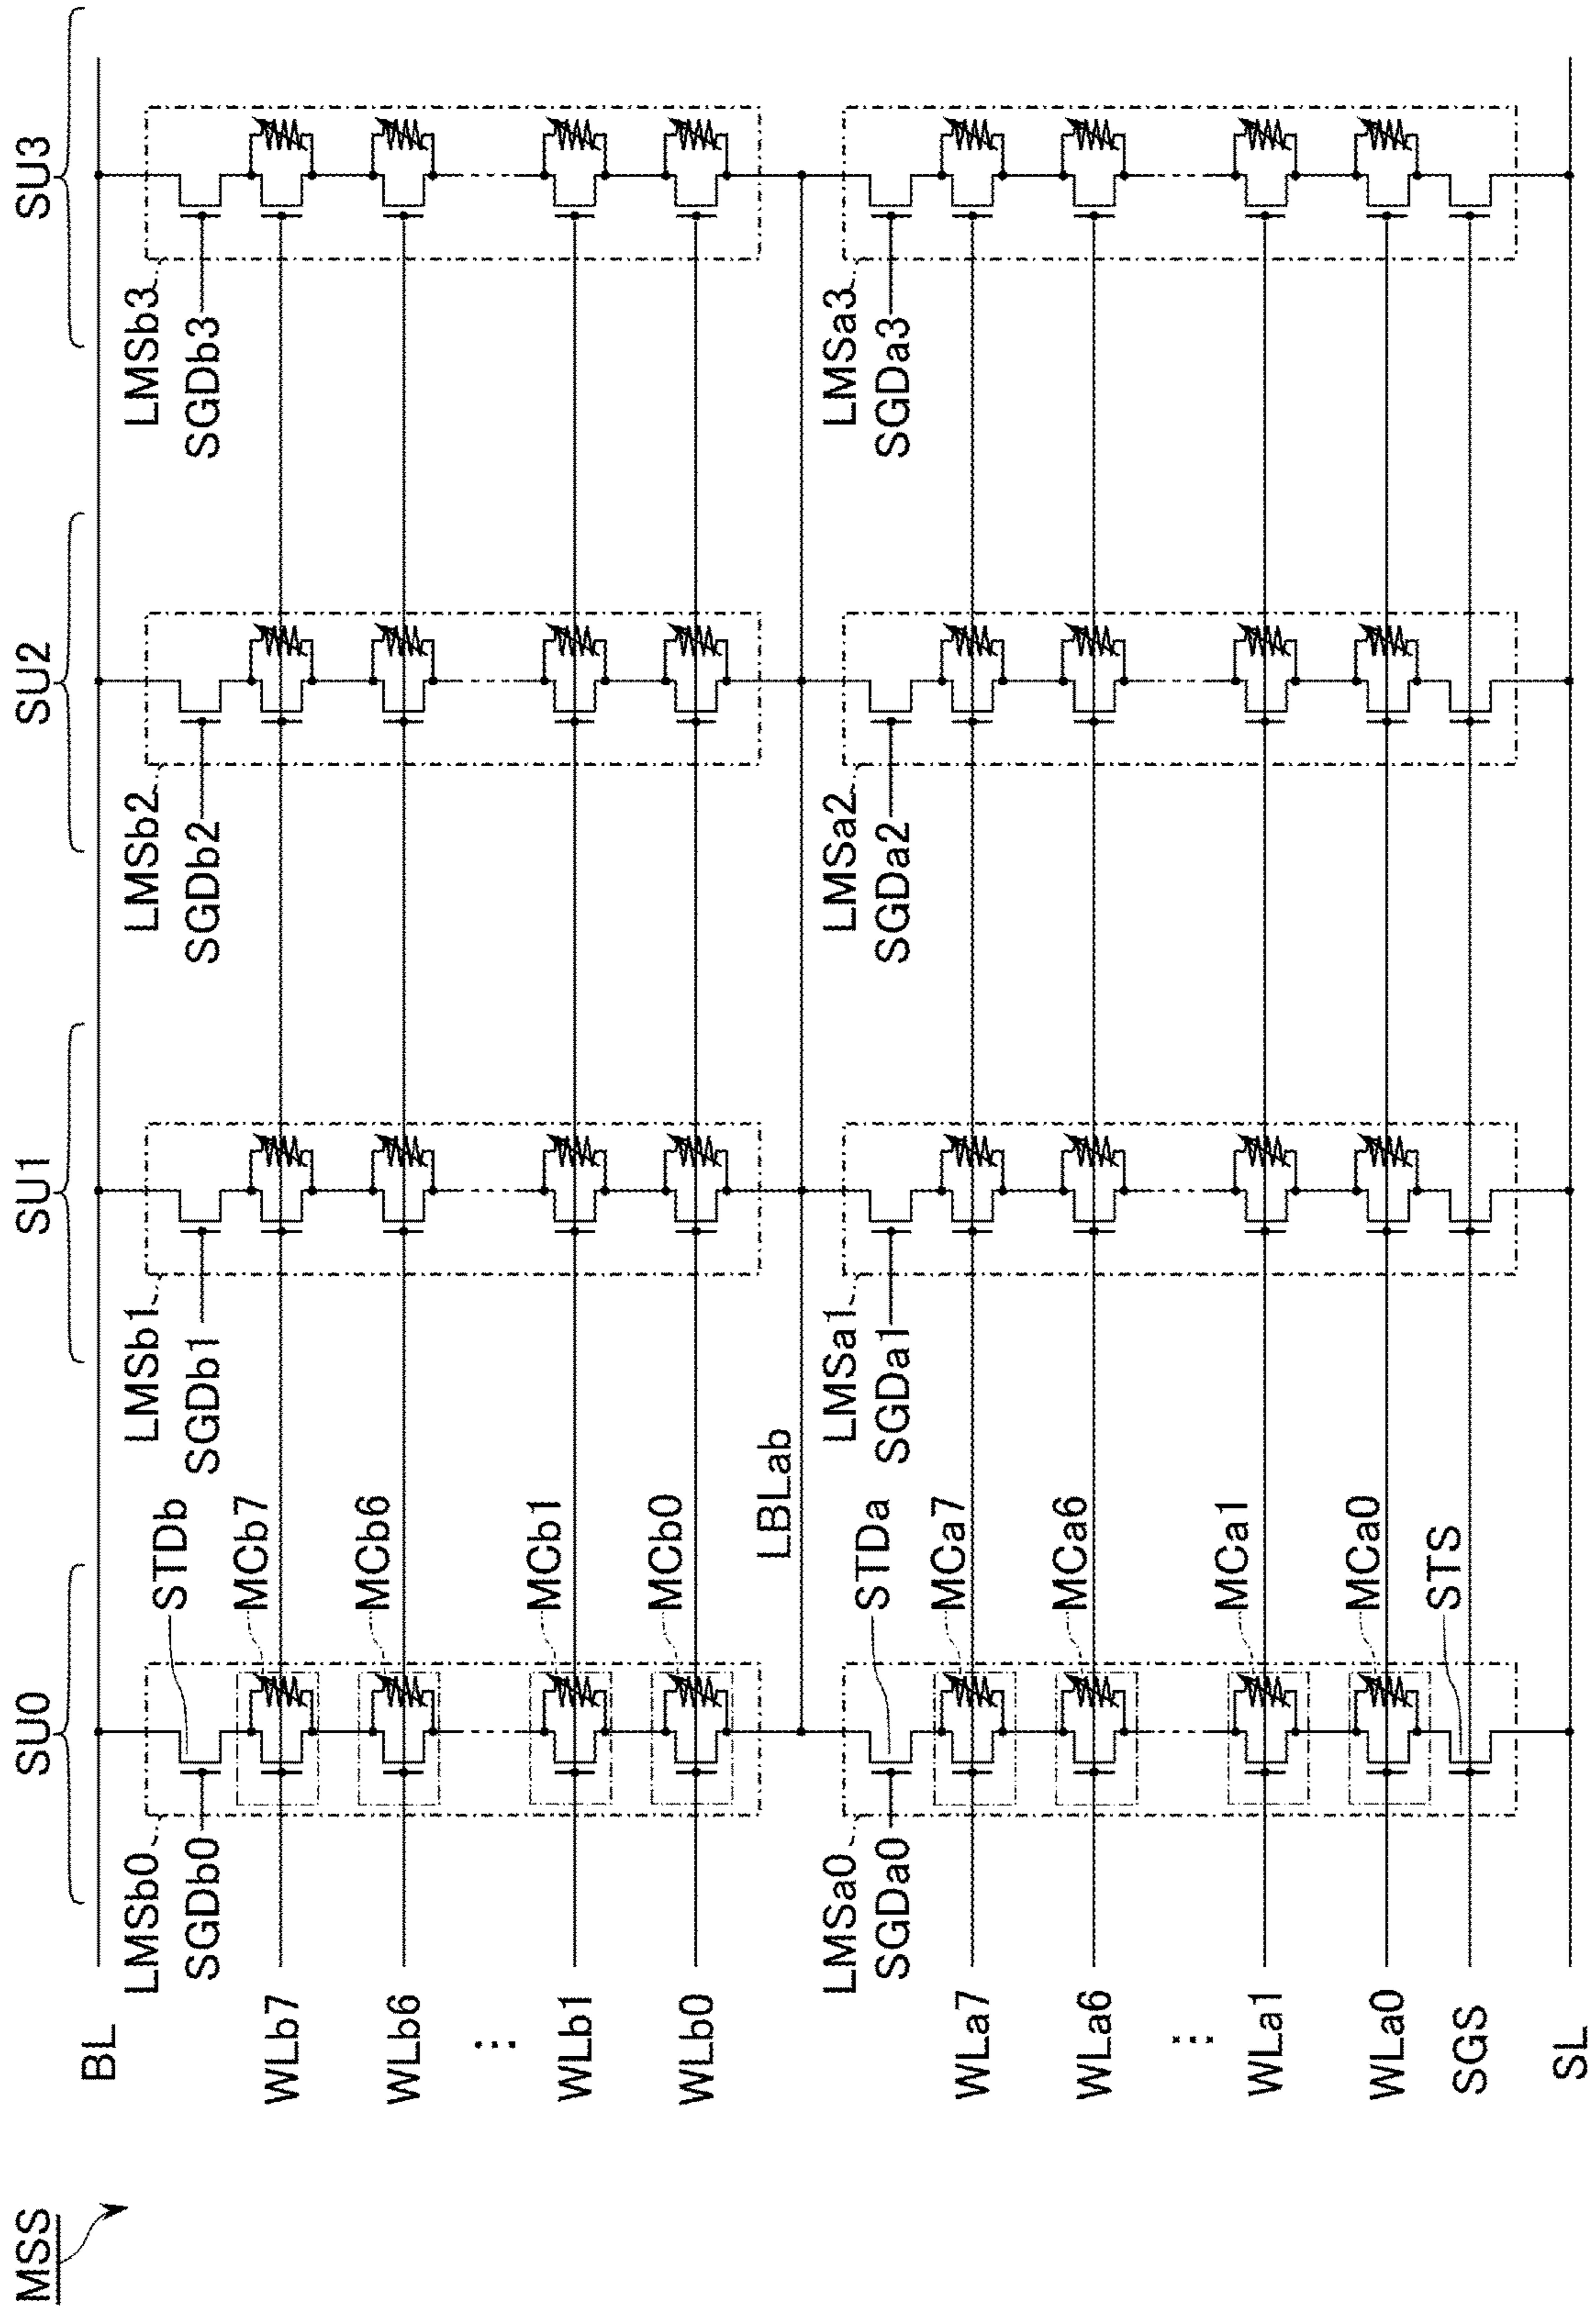 MSS
SU0
SU1
SU2
SU3
BL
LMSb0
LMSb1
LMSb2
LMSb3
STDb
SGDb0
SGDb1
SGDb2
SGDb3
WLb7
MCb7
WLb6
MCb6
⋮
WLb1
MCb1
WLb0
MCb0
LBLab
LMSa0
LMSa1
LMSa2
LMSa3
STDa
SGDa0
SGDa1
SGDa2
SGDa3
WLa7
MCa7
WLa6
MCa6
⋮
WLa1
MCa1
WLa0
MCa0
SGS
STS
SL